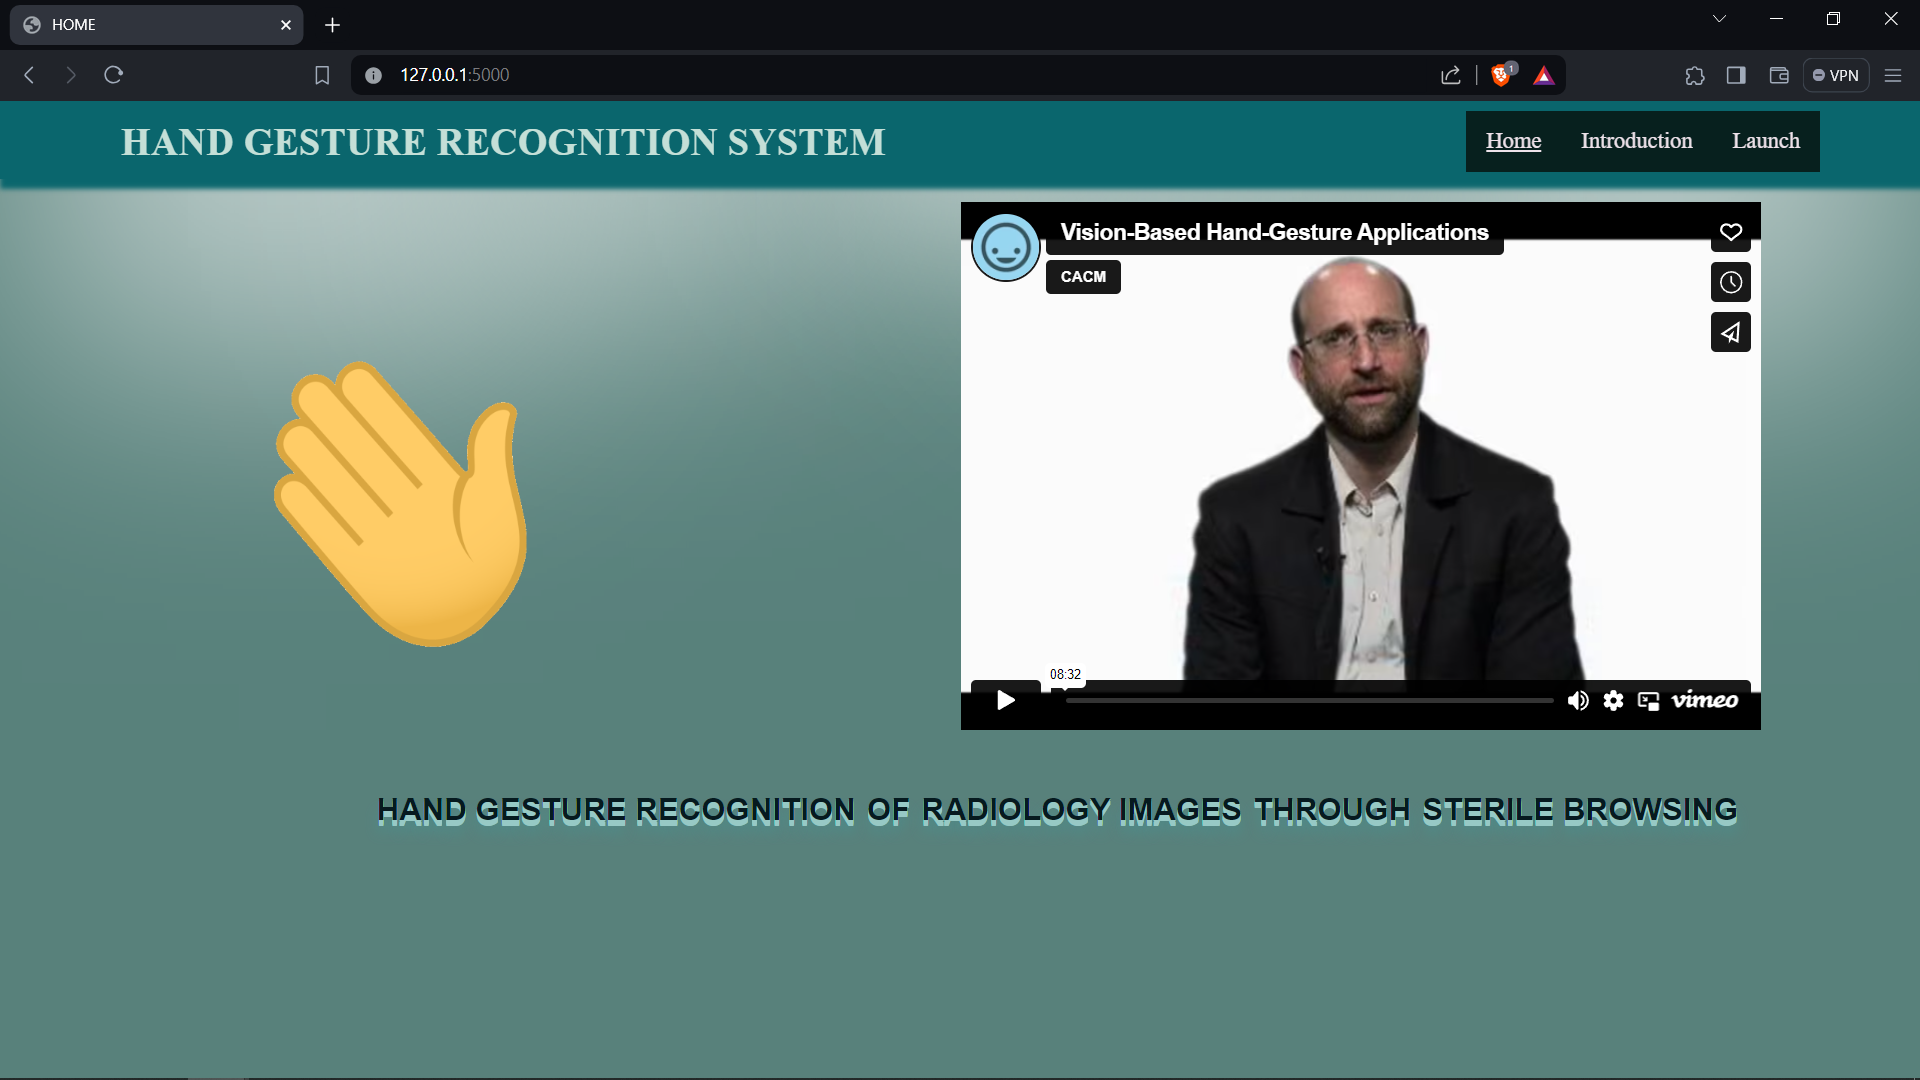 HOME
127.0.0.1:5000
1
VPN
HAND GESTURE RECOGNITION SYSTEM
Home Introduction Launch
Vision-Based Hand-Gesture Applications
CACM
08:32
vimeo
HAND GESTURE RECOGNITION OF RADIOLOGY IMAGES THROUGH STERILE BROWSING